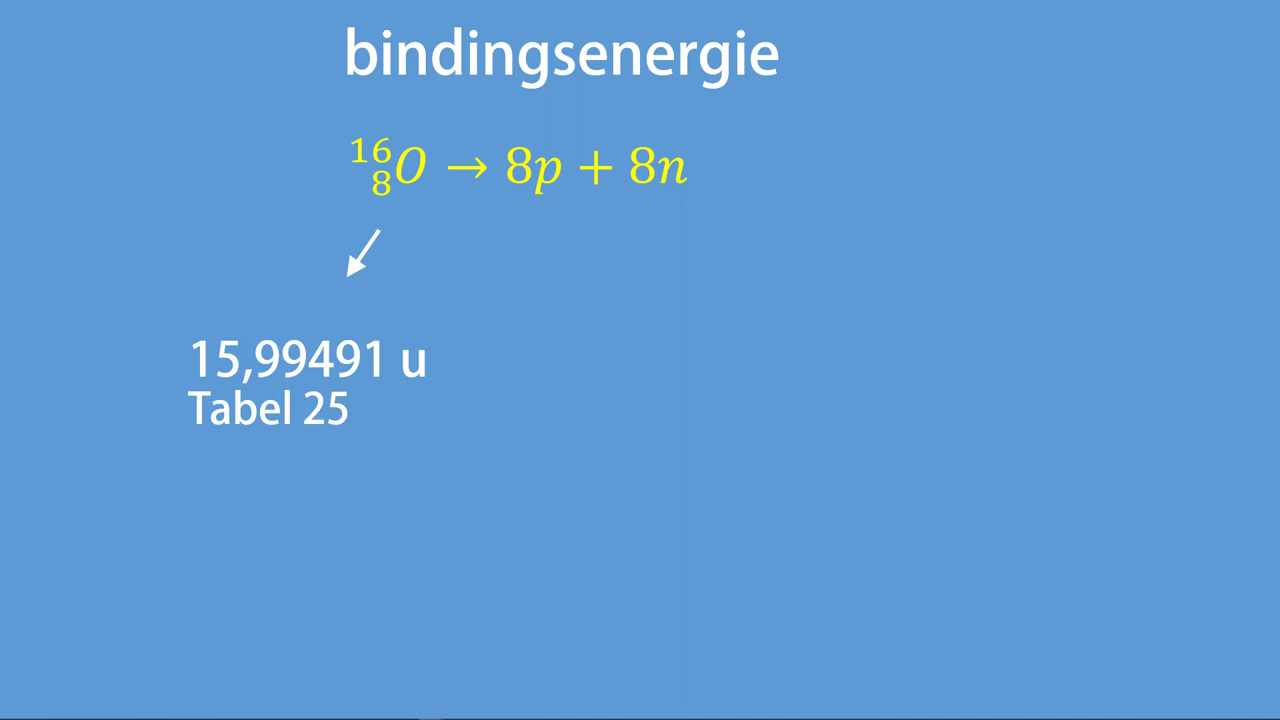 bindingsenergie
¹⁶₈O → 8p + 8n
15,99491 u
Tabel 25